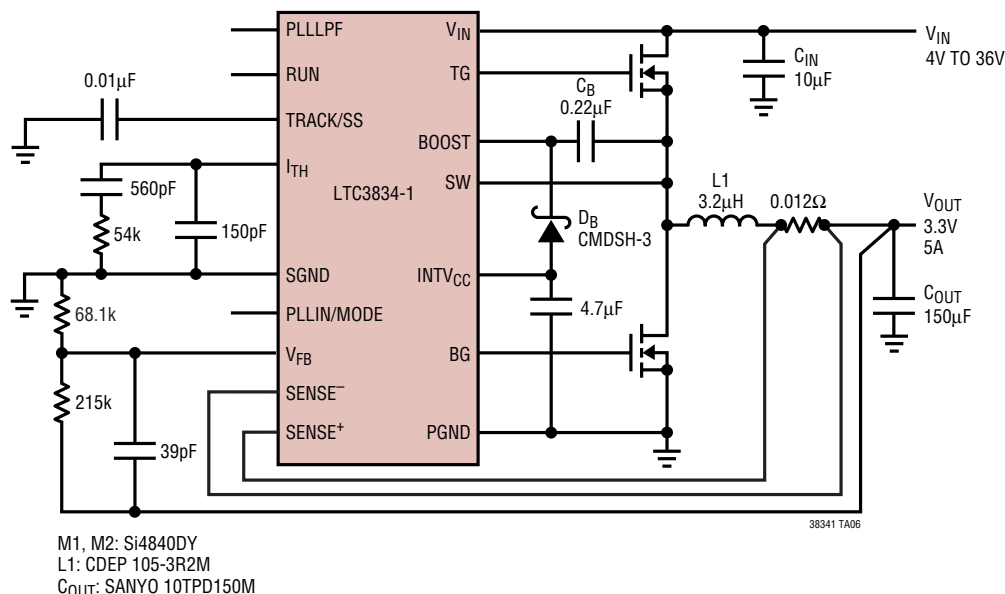 PLLLPF
RUN
0.01µF
TRACK/SS
ITH
560pF
54k
150pF
SGND
68.1k
PLLIN/MODE
VFB
215k
SENSE–
SENSE+
39pF
LTC3834-1
VIN
TG
BOOST
SW
INTVCC
BG
PGND
CB
0.22µF
DB
CMDSH-3
4.7µF
CIN
10µF
VIN
4V TO 36V
L1
3.2µH
0.012Ω
VOUT
3.3V
5A
COUT
150µF
38341 TA06
M1, M2: Si4840DY
L1: CDEP 105-3R2M
COUT: SANYO 10TPD150M